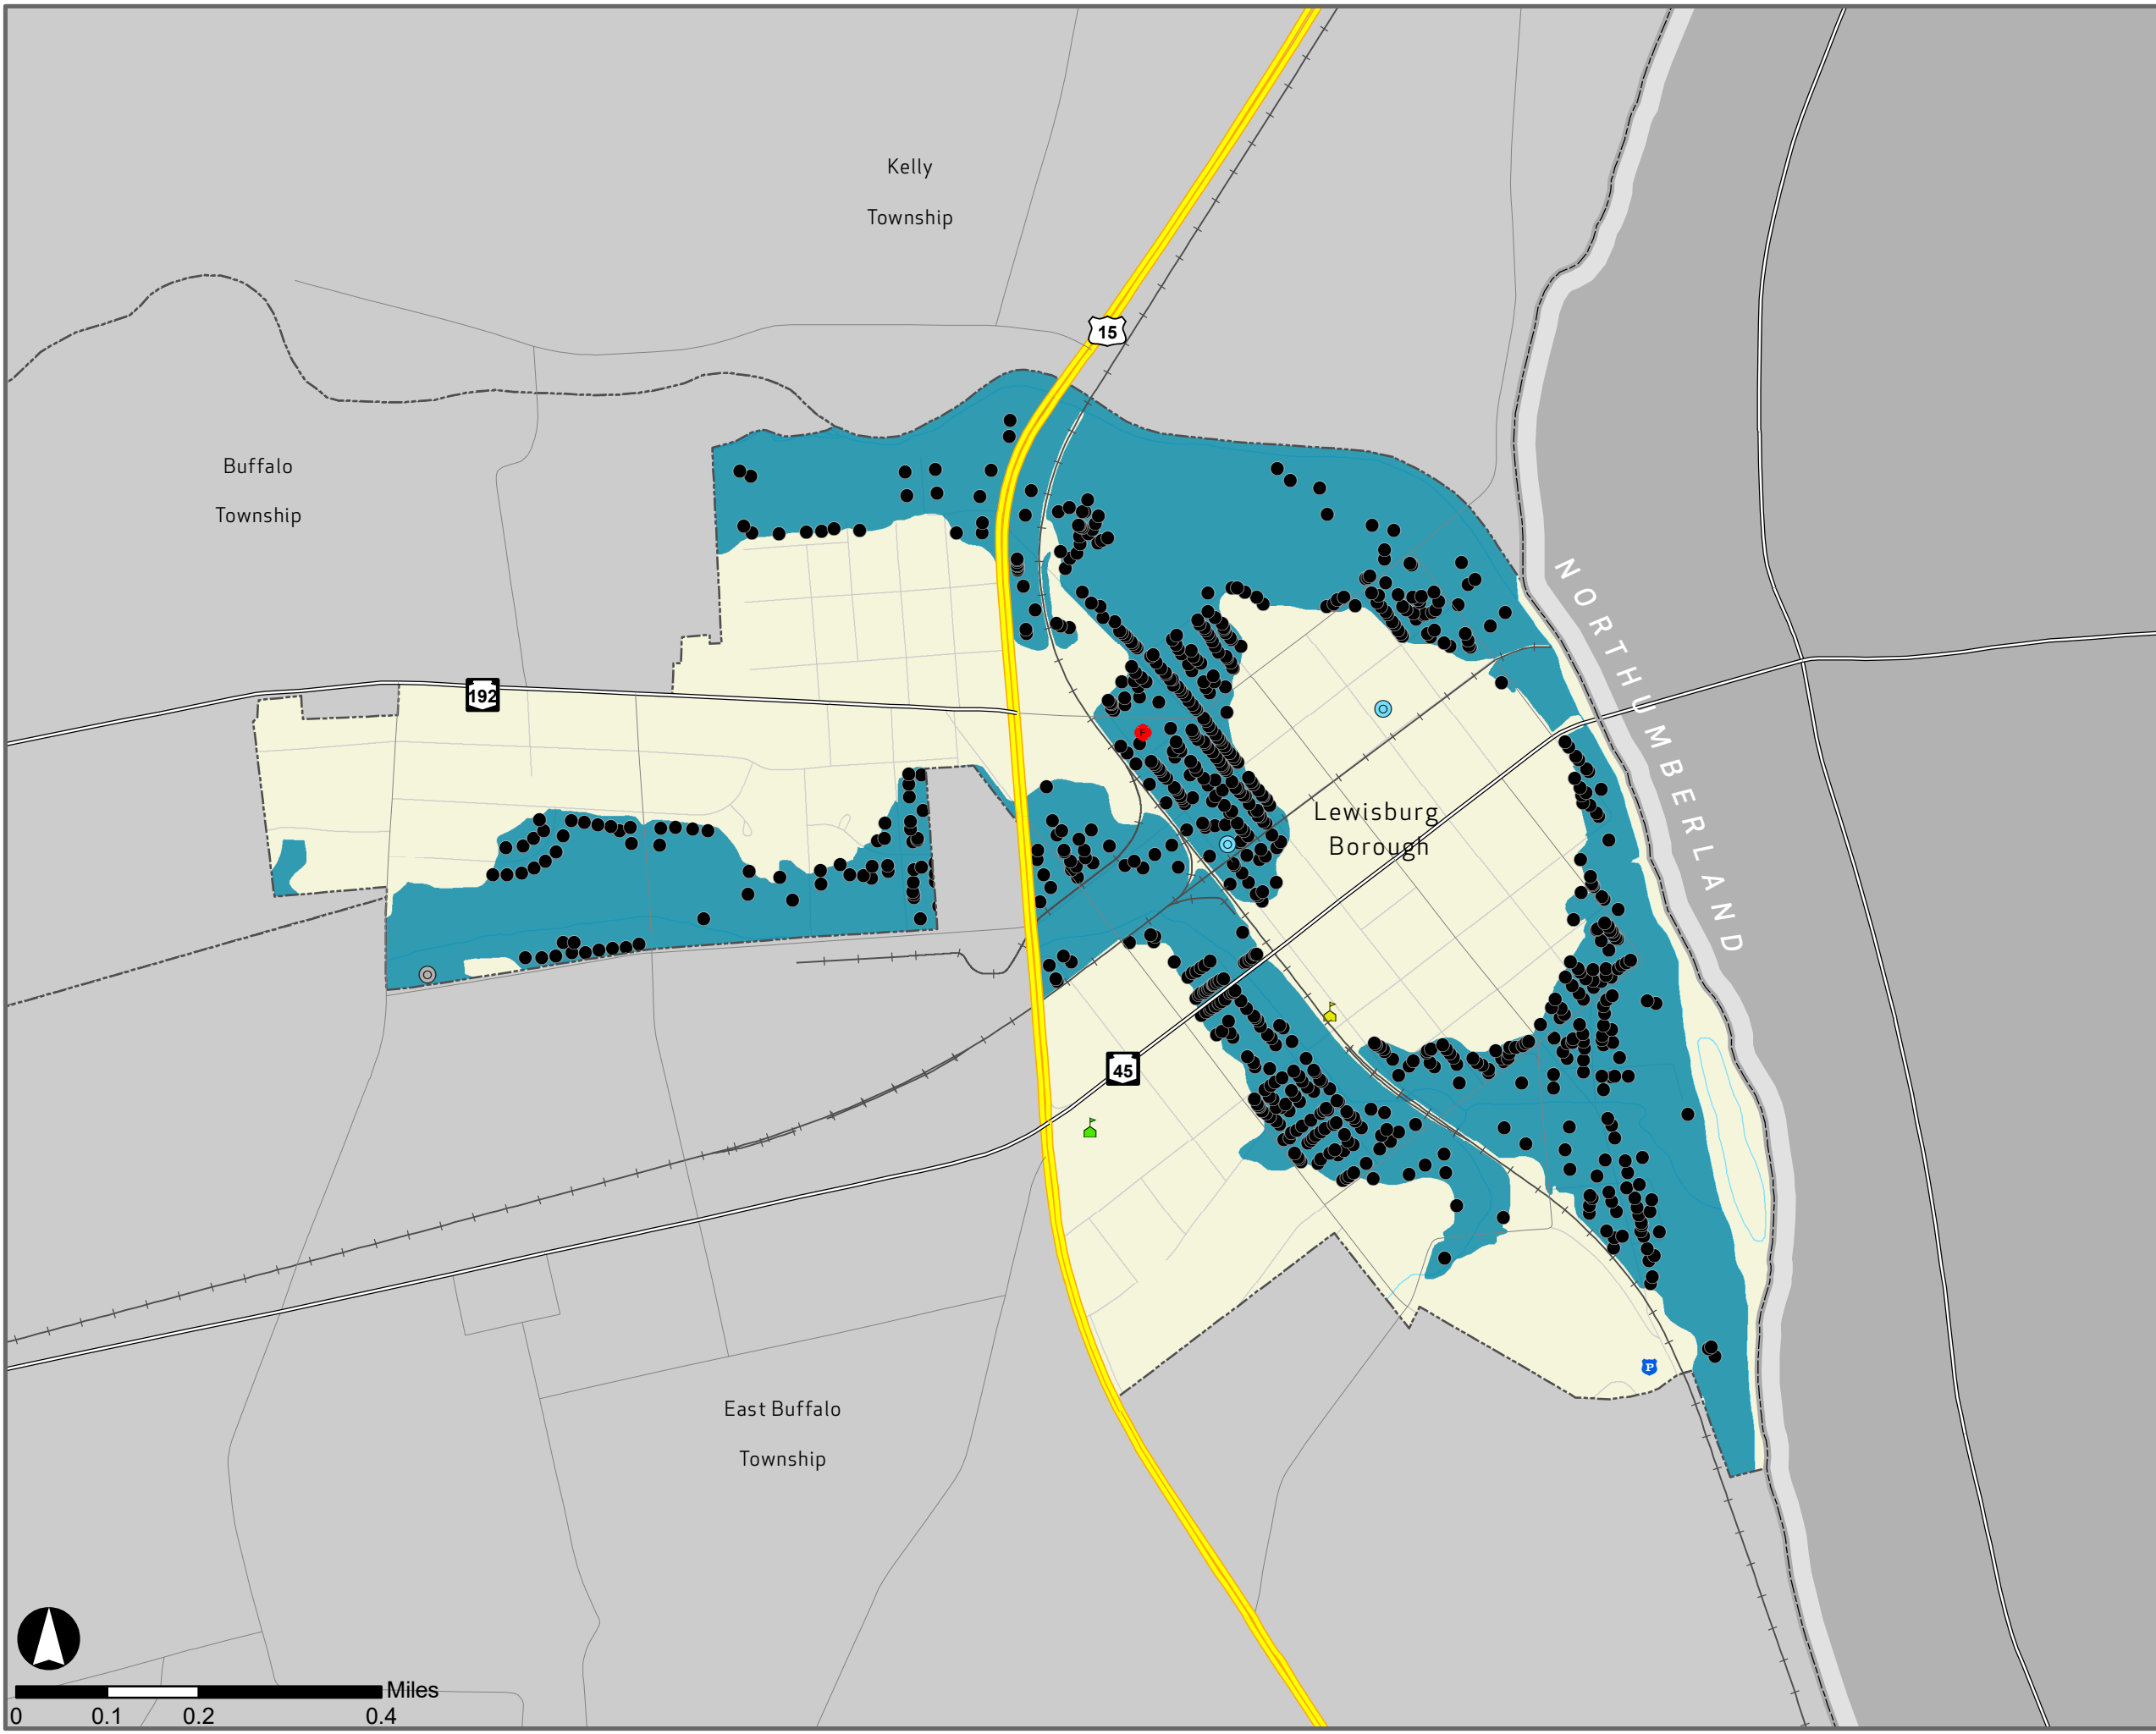 Kelly
Township
15
Buffalo
Township
192
F
NORTHUMBERLAND
Lewisburg
Borough
45
P
East Buffalo
Township
Miles
0 0.1 0.2 0.4